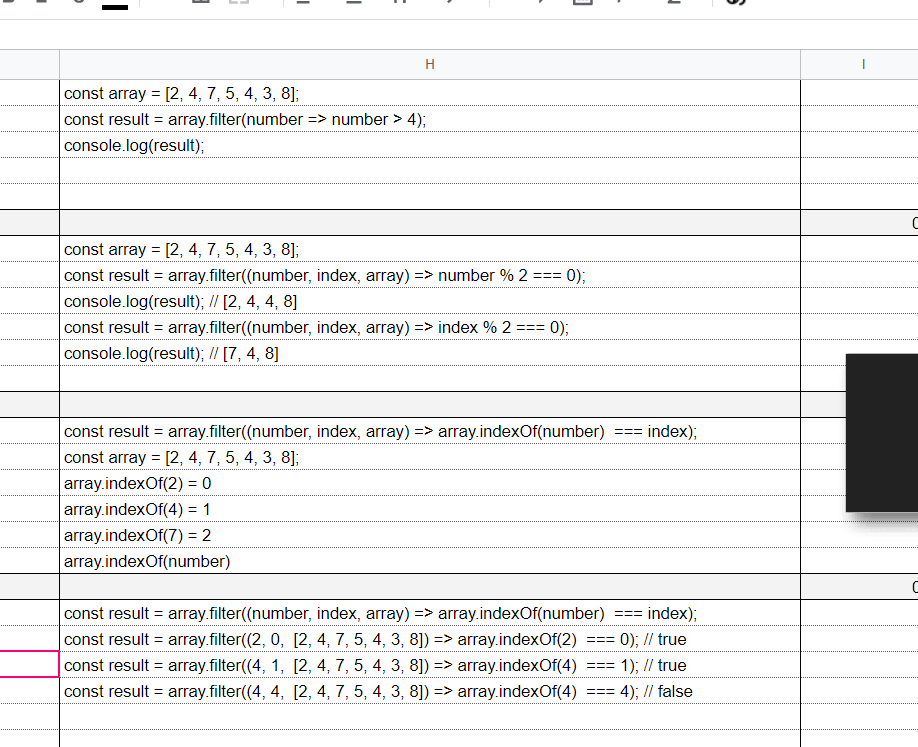 H
I
const array = [2, 4, 7, 5, 4, 3, 8];
const result = array.filter(number => number > 4);
console.log(result);
const array = [2, 4, 7, 5, 4, 3, 8];
const result = array.filter((number, index, array) => number % 2 === 0);
console.log(result); // [2, 4, 4, 8]
const result = array.filter((number, index, array) => index % 2 === 0);
console.log(result); // [7, 4, 8]
const result = array.filter((number, index, array) => array.indexOf(number)  === index);
const array = [2, 4, 7, 5, 4, 3, 8];
array.indexOf(2) = 0
array.indexOf(4) = 1
array.indexOf(7) = 2
array.indexOf(number)
const result = array.filter((number, index, array) => array.indexOf(number)  === index);
const result = array.filter((2, 0,  [2, 4, 7, 5, 4, 3, 8]) => array.indexOf(2)  === 0); // true
const result = array.filter((4, 1,  [2, 4, 7, 5, 4, 3, 8]) => array.indexOf(4)  === 1); // true
const result = array.filter((4, 4,  [2, 4, 7, 5, 4, 3, 8]) => array.indexOf(4)  === 4); // false